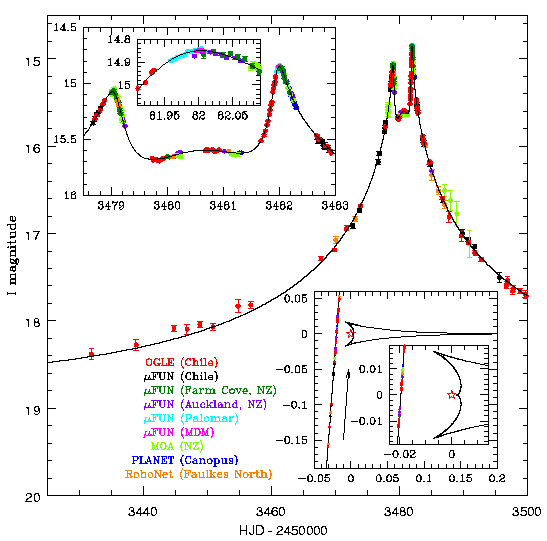 14.5
15
15.5
16
3479 3480 3481 3482 3483
14.8
14.9
15
81.95 82 82.05
15
16
17
18
19
20
I magnitude
3440 3460 3480 3500
HJD - 2450000
OGLE (Chile)
μFUN (Chile)
μFUN (Farm Cove, NZ)
μFUN (Auckland, NZ)
μFUN (Palomar)
μFUN (MDM)
MOA (NZ)
PLANET (Canopus)
RoboNet (Faulkes North)
0.05
0
-0.05
-0.1
-0.15
-0.05 0 0.05 0.1 0.15 0.2
0.01
0
-0.01
-0.02 0